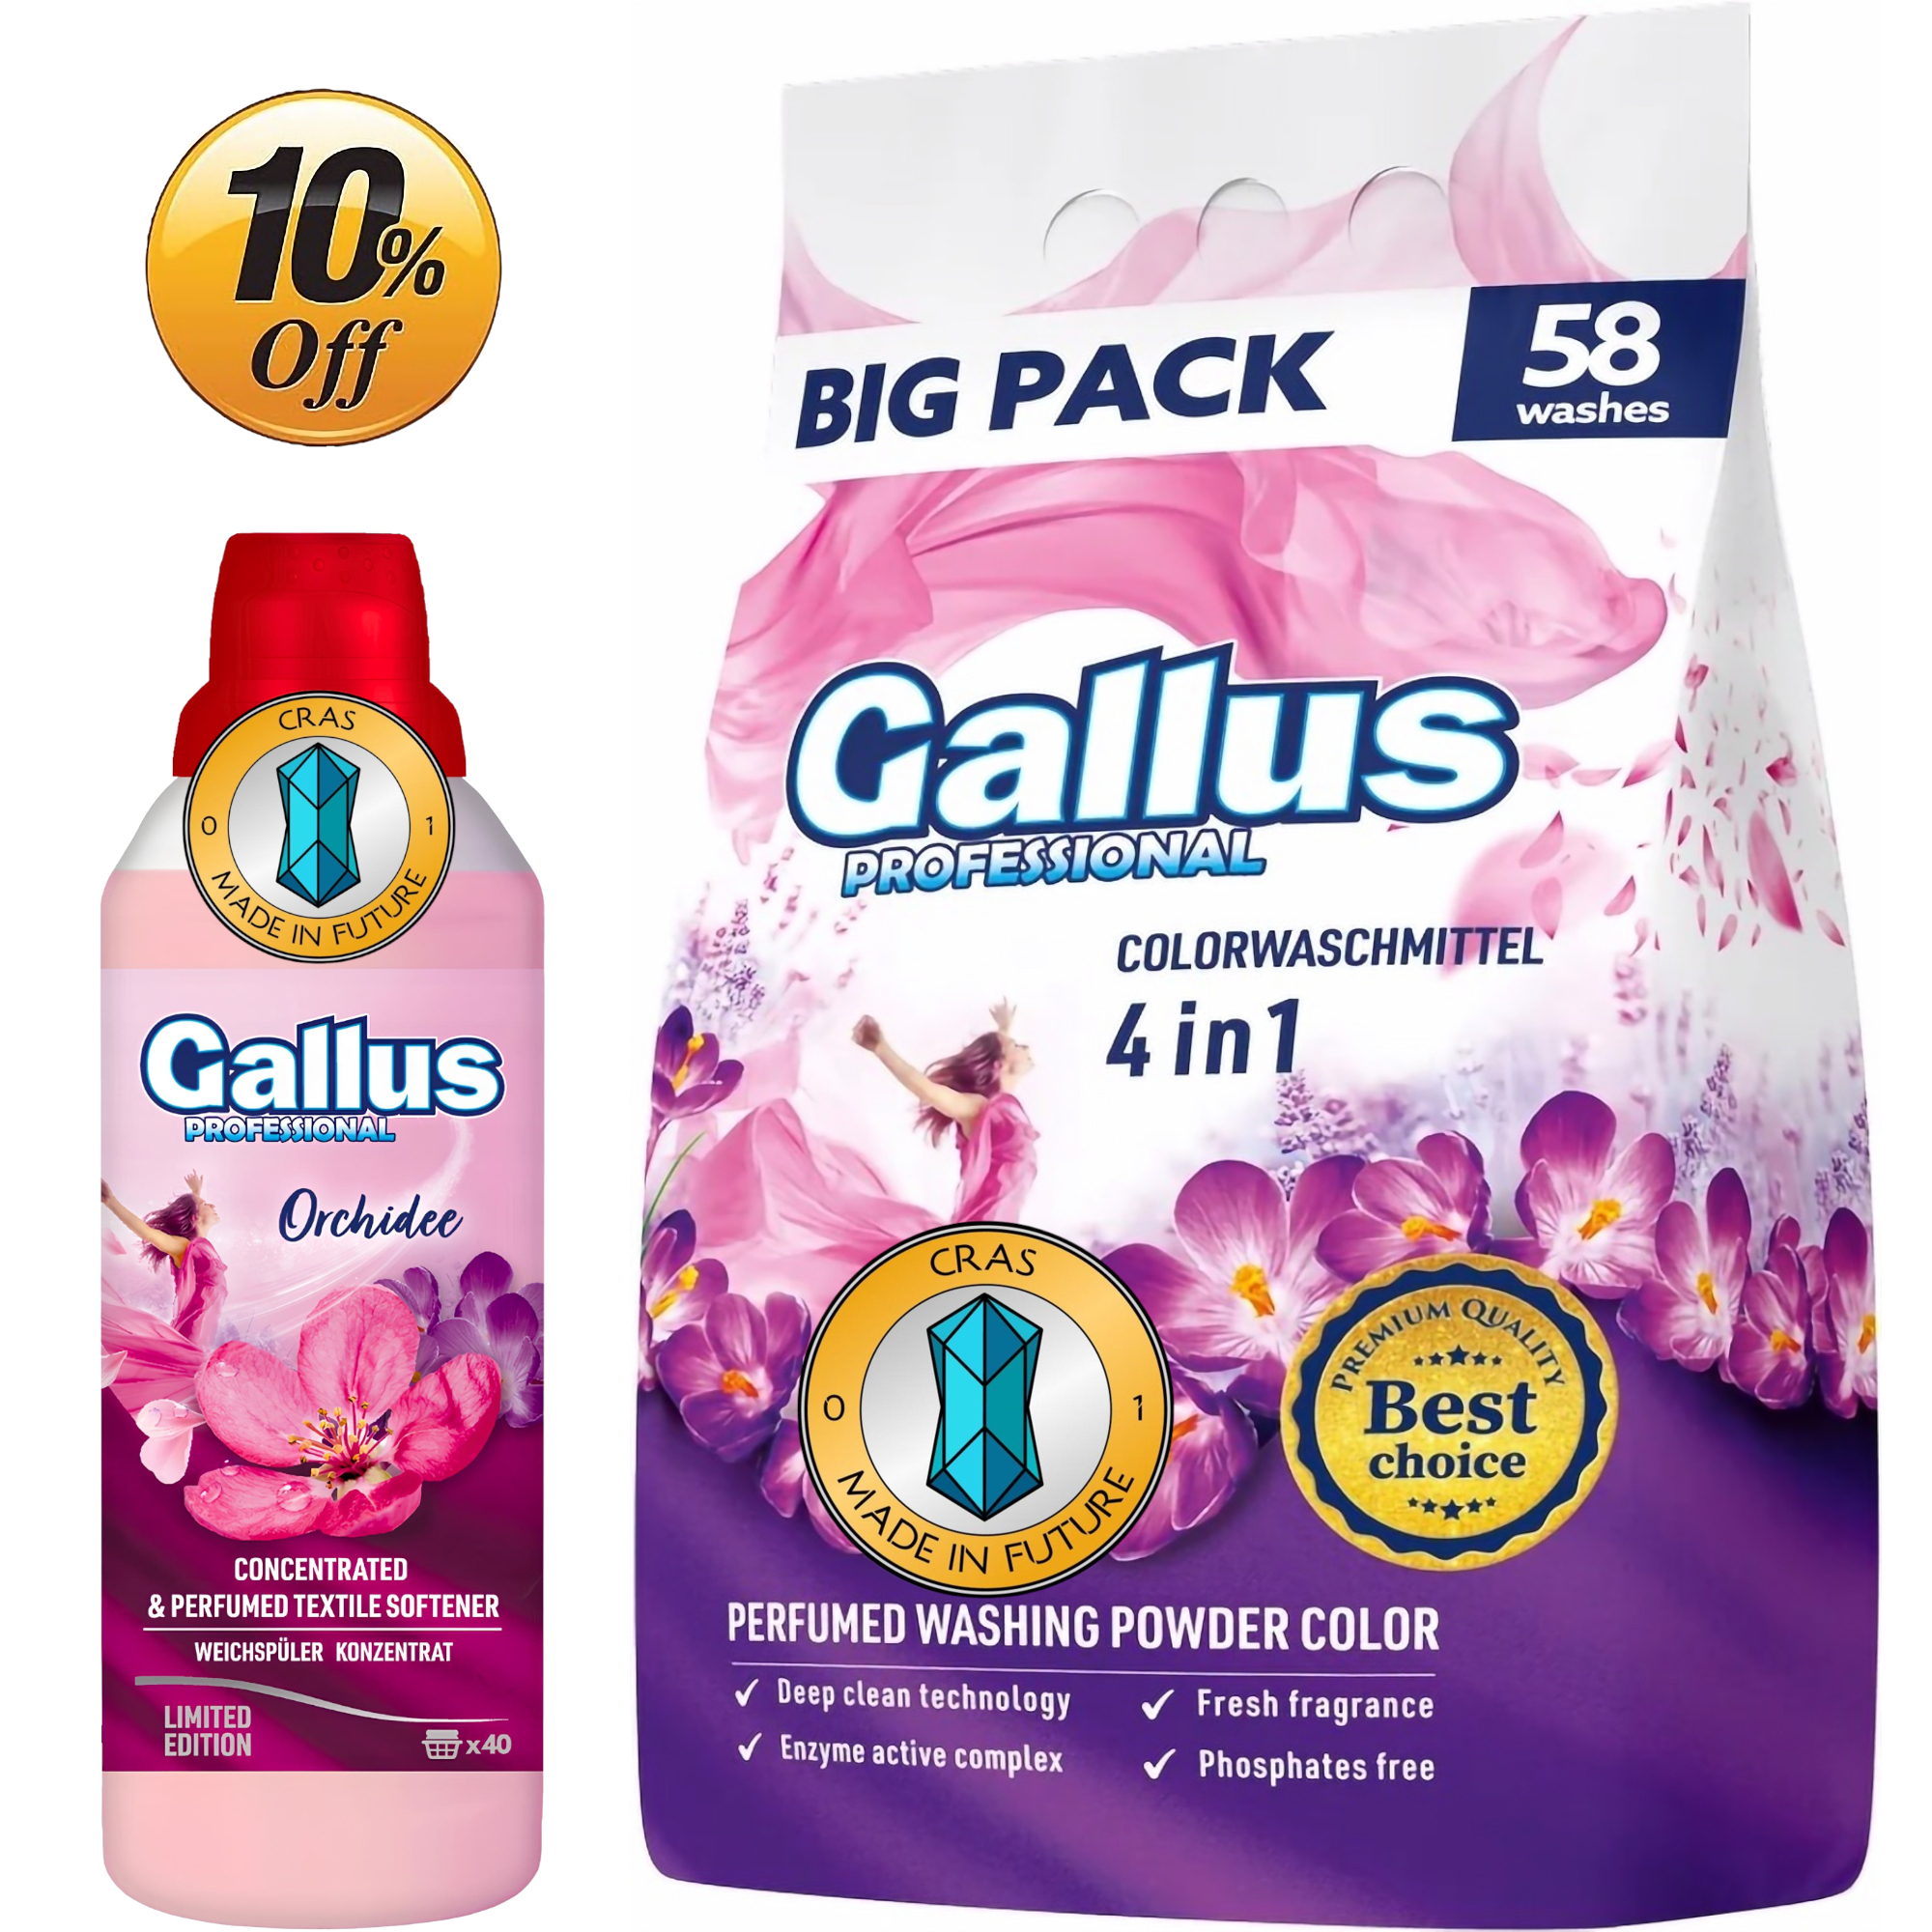 10%
Off
BIG PACK
58
washes
Gallus
PROFESSIONAL
COLORWASCHMITTEL
4 in 1
CRAS
0 1
MADE IN FUTURE
PREMIUM QUALITY
Best
choice
PERFUMED WASHING POWDER COLOR
Deep clean technology
Fresh fragrance
Enzyme active complex
Phosphates free
CRAS
0 1
MADE IN FUTURE
Gallus
PROFESSIONAL
Orchidee
CONCENTRATED
& PERFUMED TEXTILE SOFTENER
WEICHSPÜLER KONZENTRAT
LIMITED
EDITION
x40